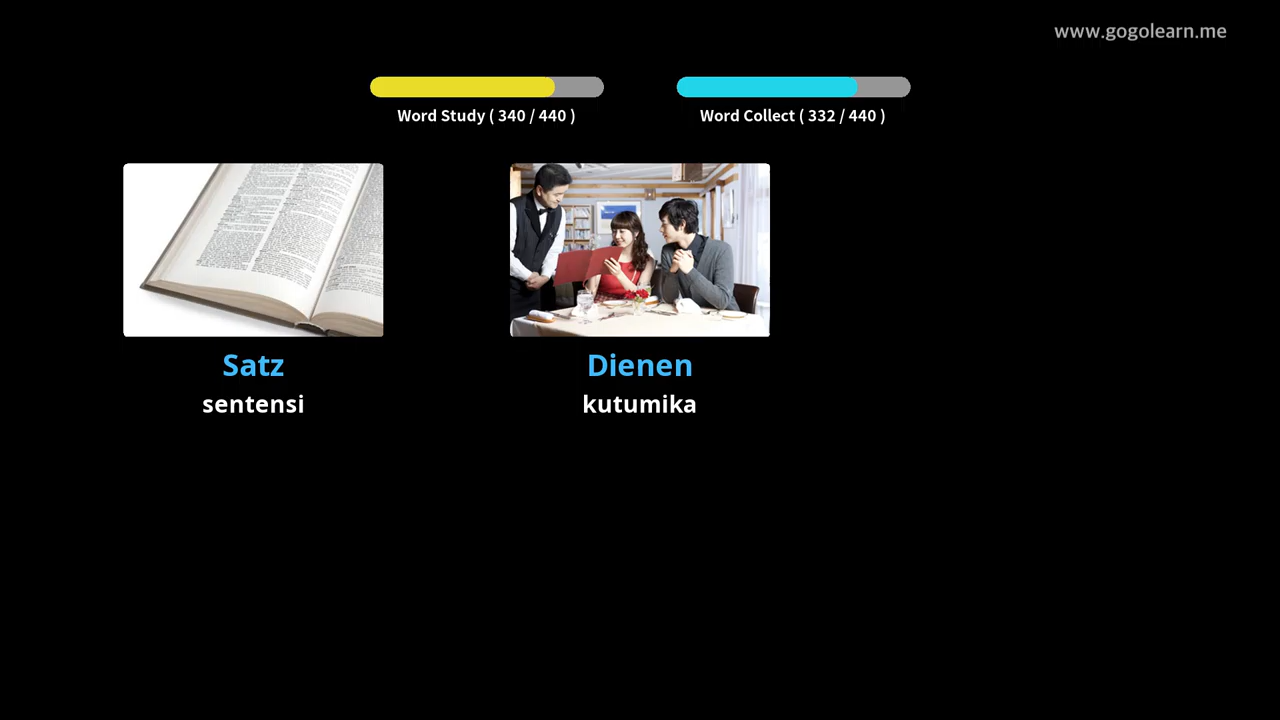 www.gogolearn.me
Word Study ( 340 / 440 )
Word Collect ( 332 / 440 )
Satz
sentensi
Dienen
kutumika